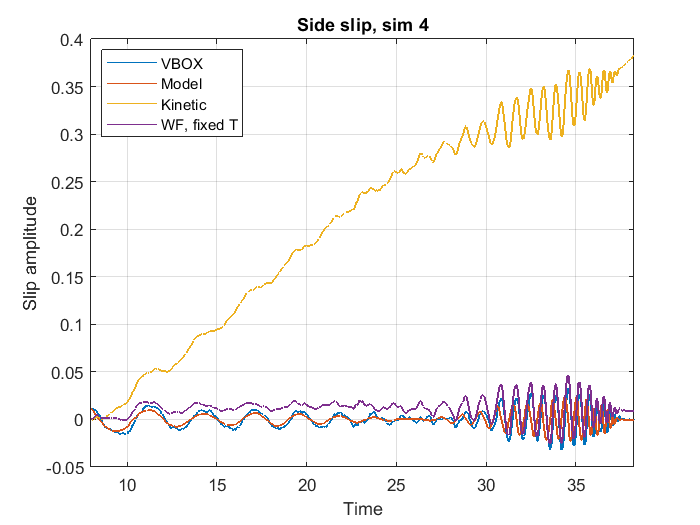 Side slip, sim 4
VBOX
Model
Kinetic
WF, fixed T
Slip amplitude
0.4
0.35
0.3
0.25
0.2
0.15
0.1
0.05
0
-0.05
10 15 20 25 30 35
Time